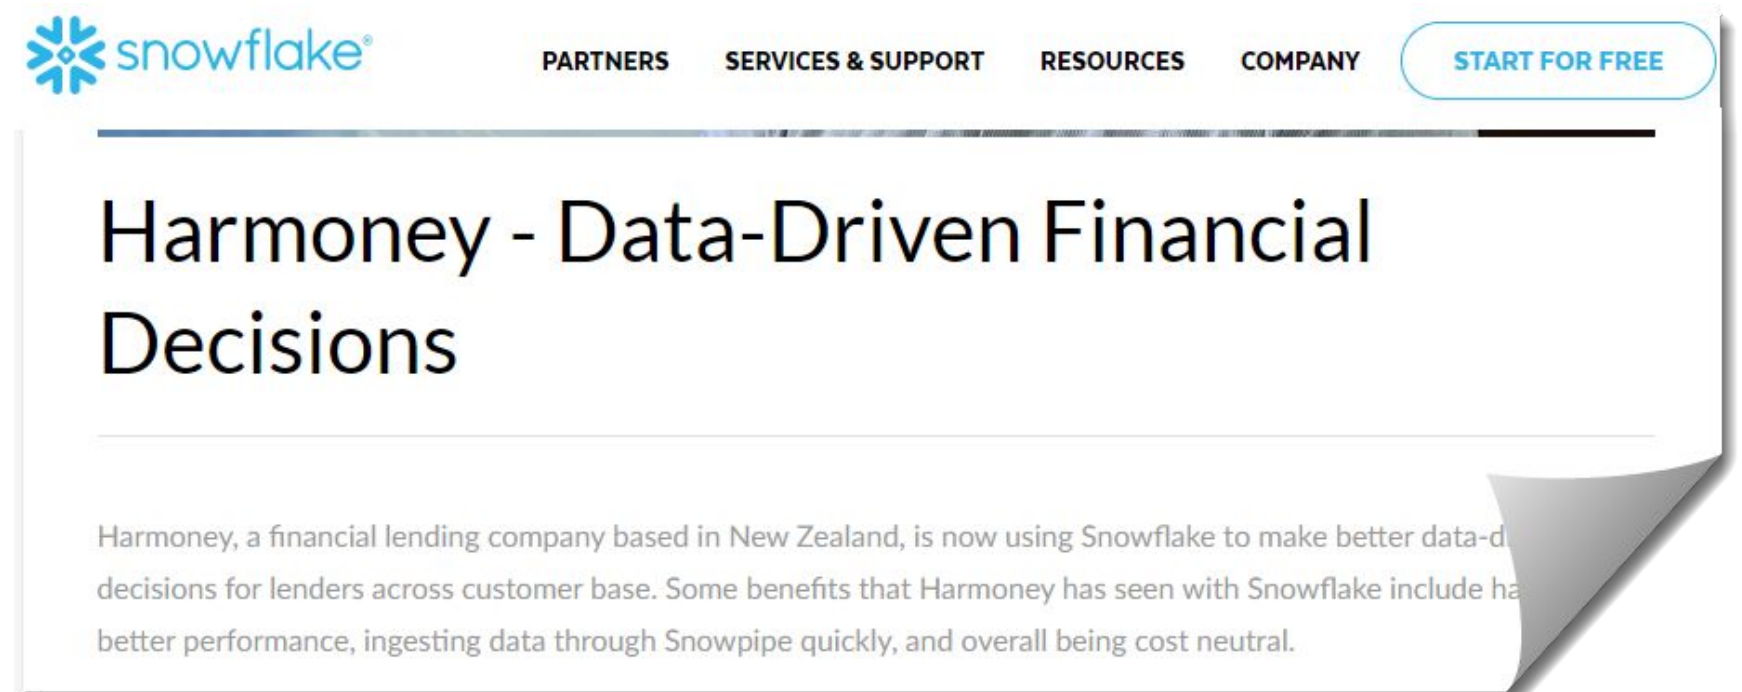 snowflake®
PARTNERS SERVICES & SUPPORT RESOURCES COMPANY START FOR FREE
Harmoney - Data-Driven Financial
Decisions
Harmoney, a financial lending company based in New Zealand, is now using Snowflake to make better
decisions for lenders across customer base. Some benefits that Harmoney has seen with Snowflake include
better performance, ingesting data through Snowpipe quickly, and overall being cost neutral.